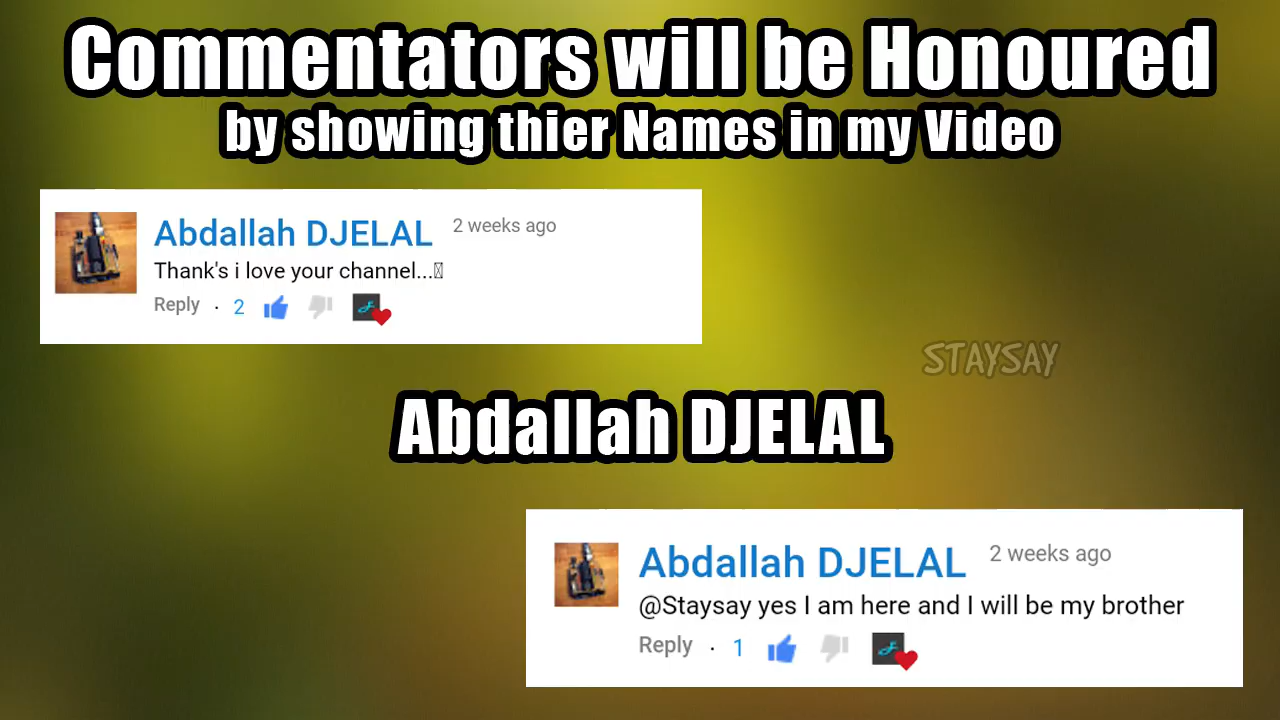 Commentators will be Honoured
by showing thier Names in my Video
Abdallah DJELAL 2 weeks ago
Thank's i love your channel...
Reply · 2
STAYSAY
Abdallah DJELAL
Abdallah DJELAL 2 weeks ago
@Staysay yes I am here and I will be my brother
Reply · 1